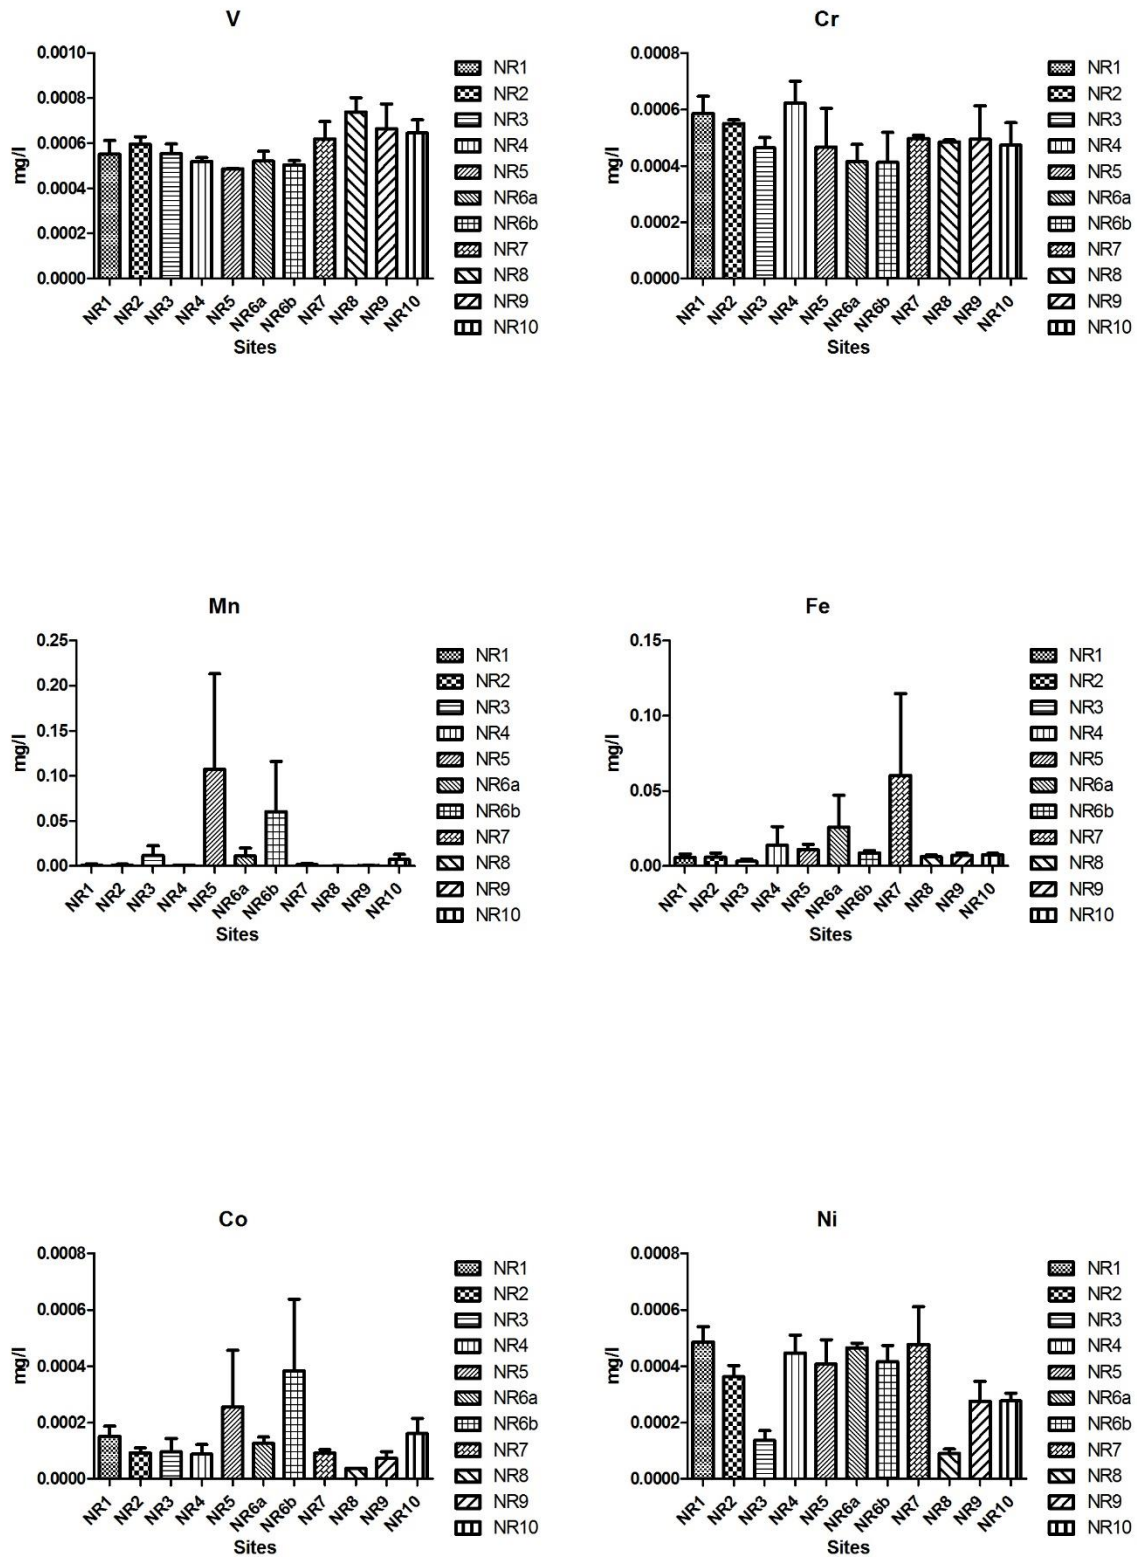 V
0.0010
0.0008
0.0006
0.0004
0.0002
0.0000
mg/l
NR1
NR2
NR3
NR4
NR5
NR6a
NR6b
NR7
NR8
NR9
NR10
Sites
NR1
NR2
NR3
NR4
NR5
NR6a
NR6b
NR7
NR8
NR9
NR10
Cr
0.0008
0.0006
0.0004
0.0002
0.0000
mg/l
NR1
NR2
NR3
NR4
NR5
NR6a
NR6b
NR7
NR8
NR9
NR10
Sites
NR1
NR2
NR3
NR4
NR5
NR6a
NR6b
NR7
NR8
NR9
NR10
Mn
0.25
0.20
0.15
0.10
0.05
0.00
mg/l
NR1
NR2
NR3
NR4
NR5
NR6a
NR6b
NR7
NR8
NR9
NR10
Sites
NR1
NR2
NR3
NR4
NR5
NR6a
NR6b
NR7
NR8
NR9
NR10
Fe
0.15
0.10
0.05
0.00
mg/l
NR1
NR2
NR3
NR4
NR5
NR6a
NR6b
NR7
NR8
NR9
NR10
Sites
NR1
NR2
NR3
NR4
NR5
NR6a
NR6b
NR7
NR8
NR9
NR10
Co
0.0008
0.0006
0.0004
0.0002
0.0000
mg/l
NR1
NR2
NR3
NR4
NR5
NR6a
NR6b
NR7
NR8
NR9
NR10
Sites
NR1
NR2
NR3
NR4
NR5
NR6a
NR6b
NR7
NR8
NR9
NR10
Ni
0.0008
0.0006
0.0004
0.0002
0.0000
mg/l
NR1
NR2
NR3
NR4
NR5
NR6a
NR6b
NR7
NR8
NR9
NR10
Sites
NR1
NR2
NR3
NR4
NR5
NR6a
NR6b
NR7
NR8
NR9
NR10